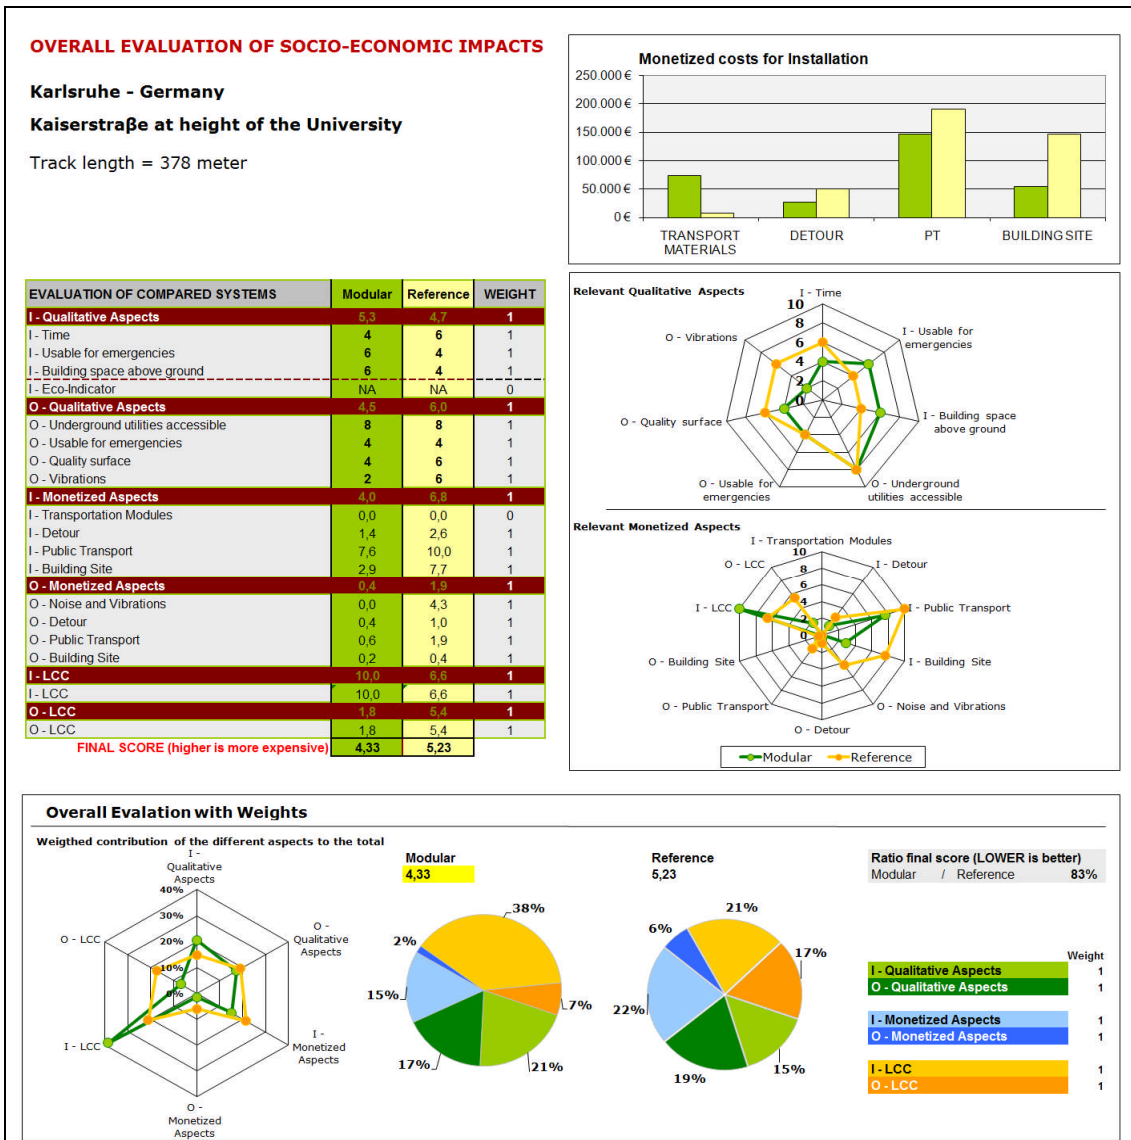 OVERALL EVALUATION OF SOCIO-ECONOMIC IMPACTS
Karlsruhe - Germany
Kaiserstraβe at height of the University
Track length = 378 meter
Monetized costs for Installation
250.000 €
200.000 €
150.000 €
100.000 €
50.000 €
0 €
TRANSPORT MATERIALS
DETOUR
PT
BUILDING SITE
EVALUATION OF COMPARED SYSTEMS Modular Reference WEIGHT
I - Qualitative Aspects 5,3 4,7 1
I - Time 4 6 1
I - Usable for emergencies 6 4 1
I - Building space above ground 6 4 1
I - Eco-Indicator NA NA 0
O - Qualitative Aspects 4,5 6,0 1
O - Underground utilities accessible 8 8 1
O - Usable for emergencies 4 4 1
O - Quality surface 4 6 1
O - Vibrations 2 6 1
I - Monetized Aspects 4,0 6,8 1
I - Transportation Modules 0,0 0,0 0
I - Detour 1,4 2,6 1
I - Public Transport 7,6 10,0 1
I - Building Site 2,9 7,7 1
O - Monetized Aspects 0,4 1,9 1
O - Noise and Vibrations 0,0 4,3 1
O - Detour 0,4 1,0 1
O - Public Transport 0,6 1,9 1
O - Building Site 0,2 0,4 1
I - LCC 10,0 6,6 1
I - LCC 10,0 6,6 1
O - LCC 1,8 5,4 1
O - LCC 1,8 5,4 1
FINAL SCORE (higher is more expensive) 4,33 5,23
Relevant Qualitative Aspects
I - Time
10
8
6
4
2
0
I - Usable for
emergencies
I - Building space
above ground
O - Underground
utilities accessible
O - Usable for
emergencies
O - Quality surface
O - Vibrations
Relevant Monetized Aspects
I - Transportation Modules
10
8
6
4
2
0
I - Detour
I - Public Transport
I - Building Site
O - Noise and Vibrations
O - Detour
O - Public Transport
O - Building Site
I - LCC
O - LCC
Modular Reference
Overall Evalation with Weights
Weigthed contribution of the different aspects to the total
I -
Qualitative
Aspects
40%
30%
20%
10%
0%
O -
Qualitative
Aspects
I -
Monetized
Aspects
O -
Monetized
Aspects
I - LCC
O - LCC
Modular
4,33
38%
7%
21%
17%
15%
2%
Reference
5,23
21%
17%
15%
19%
22%
6%
Ratio final score (LOWER is better)
Modular / Reference 83%
Weight
I - Qualitative Aspects 1
O - Qualitative Aspects 1
I - Monetized Aspects 1
O - Monetized Aspects 1
I - LCC 1
O - LCC 1